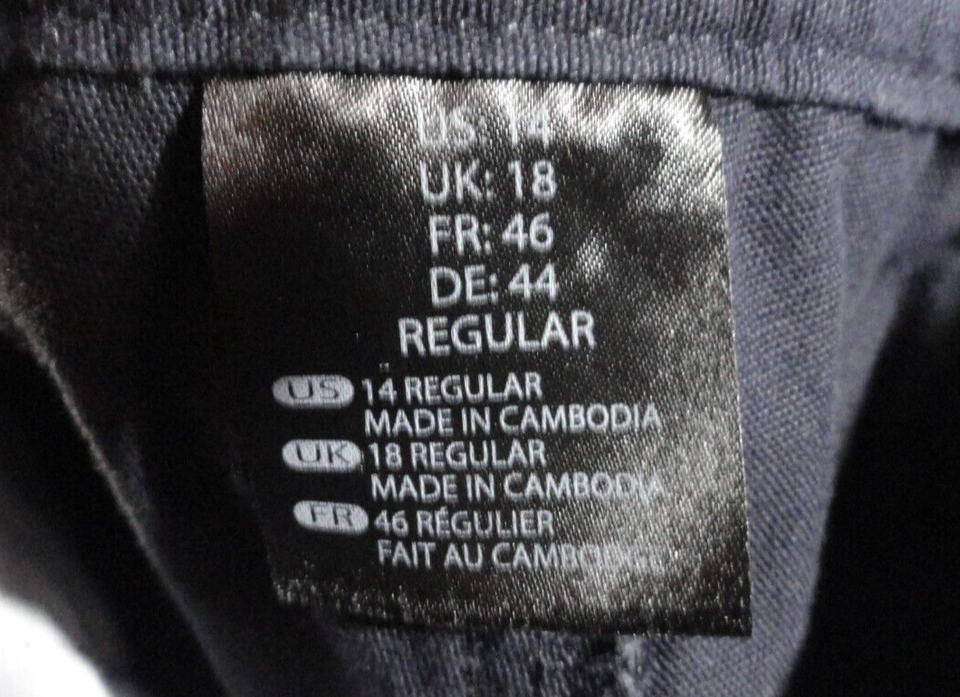 US: 14
UK: 18
FR: 46
DE: 44
REGULAR
US 14 REGULAR
MADE IN CAMBODIA
UK 18 REGULAR
MADE IN CAMBODIA
FR 46 RÉGULIER
FAIT AU CAMBODGE